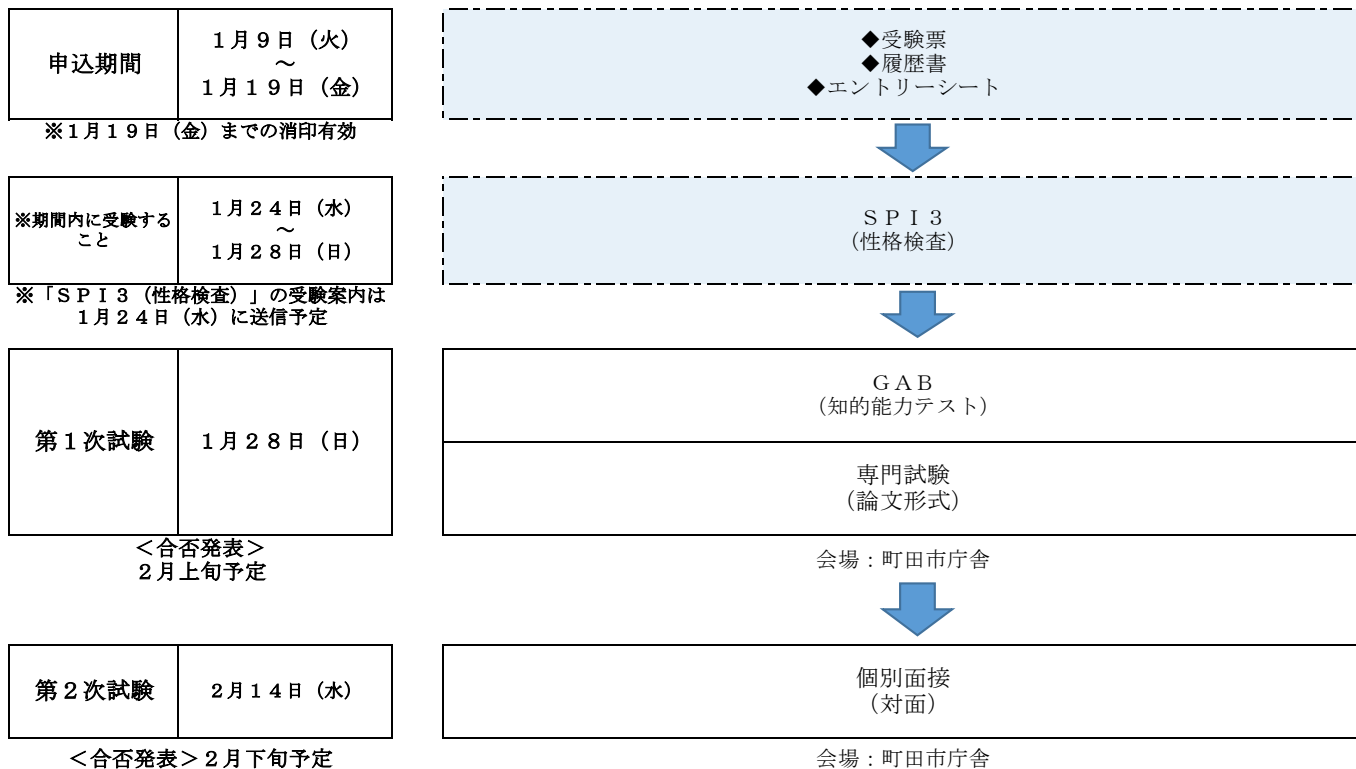 申込期間
１月９日（火）
～
１月１９日（金）
◆受験票
◆履歴書
◆エントリーシート
※１月１９日（金）までの消印有効
※期間内に受験する
こと
１月２４日（水）
～
１月２８日（日）
ＳＰＩ３
（性格検査）
※「ＳＰＩ３（性格検査）」の受験案内は
１月２４日（水）に送信予定
第１次試験
１月２８日（日）
ＧＡＢ
（知的能力テスト）
専門試験
（論文形式）
＜合否発表＞
２月上旬予定
会場：町田市庁舎
第２次試験
２月１４日（水）
個別面接
（対面）
＜合否発表＞２月下旬予定
会場：町田市庁舎